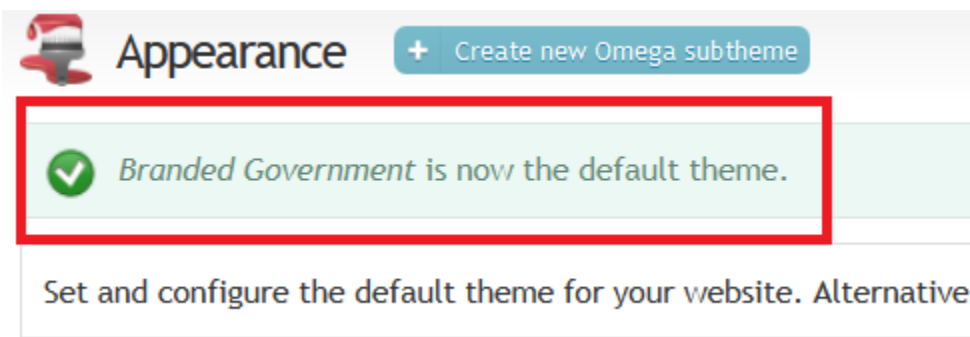 Appearance
+ Create new Omega subtheme
Branded Government is now the default theme.
Set and configure the default theme for your website. Alternative